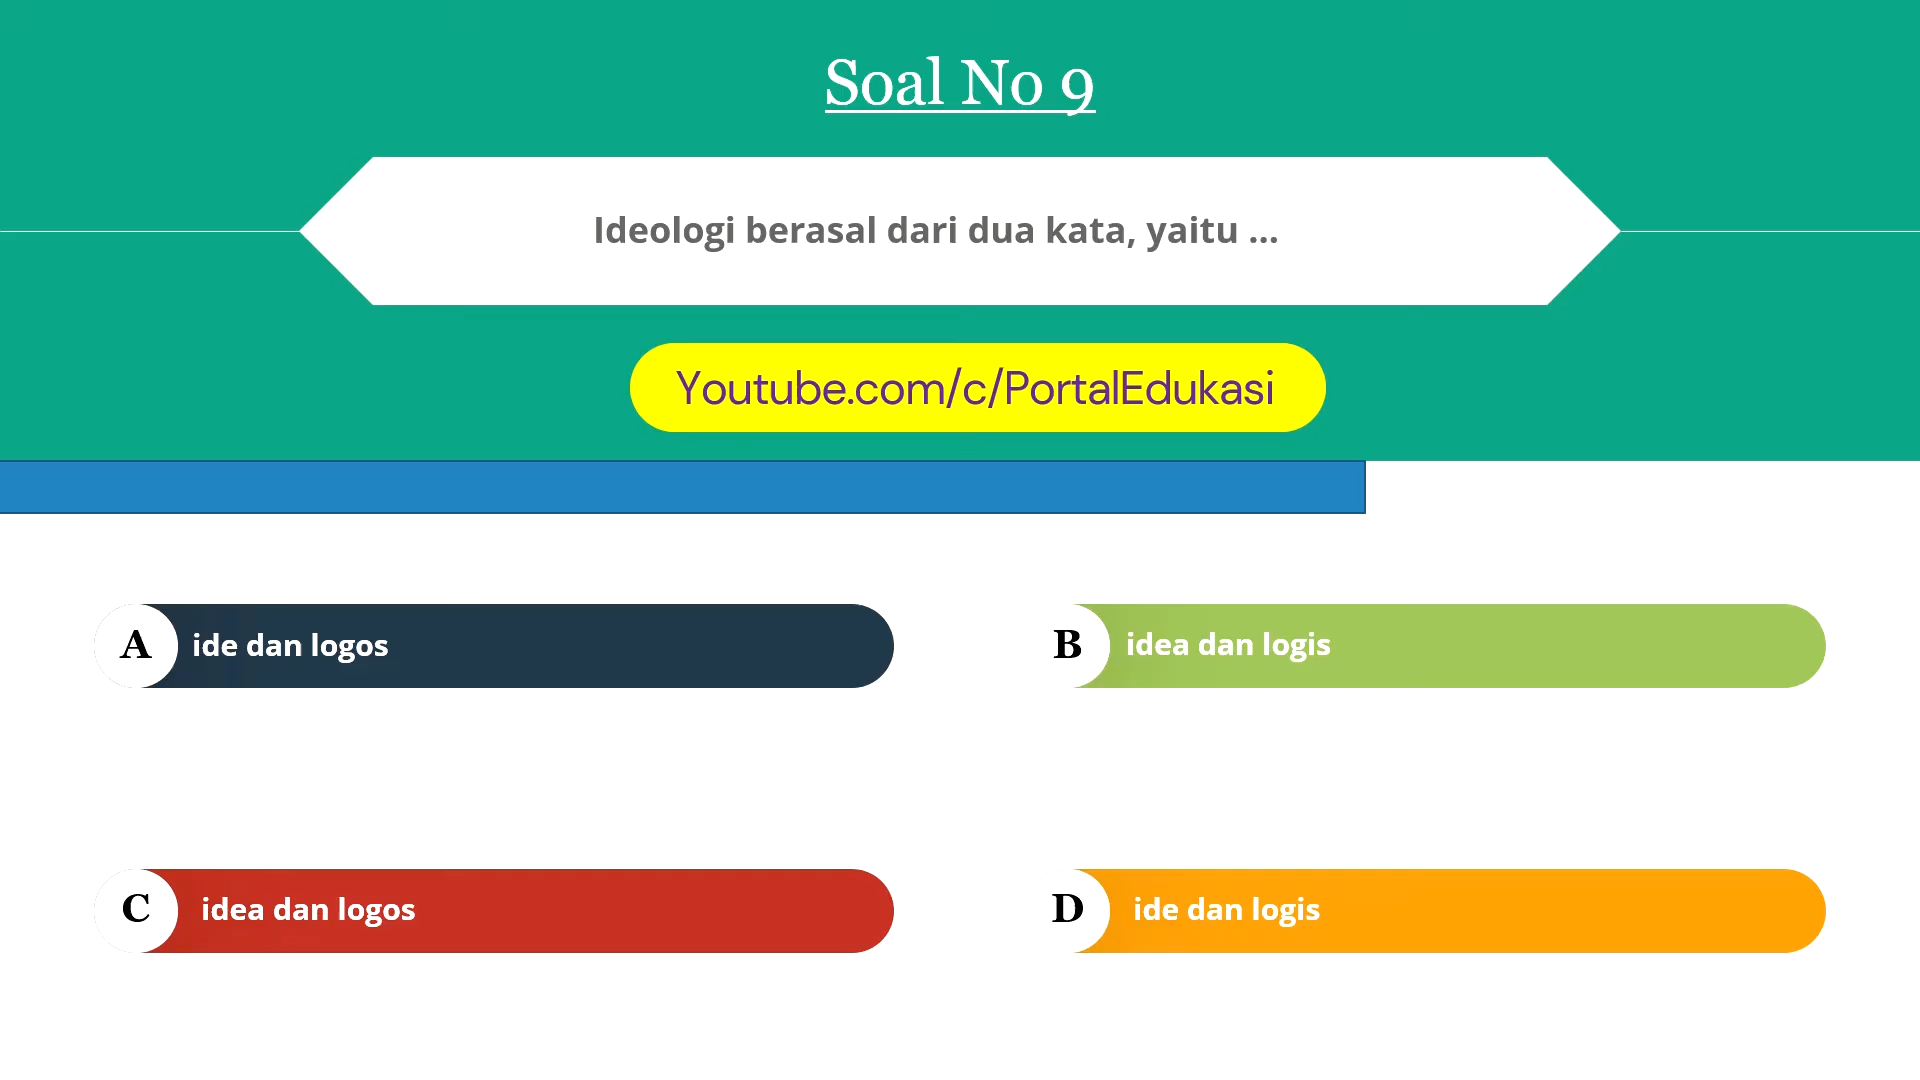 Soal No 9
Ideologi berasal dari dua kata, yaitu ...
Youtube.com/c/PortalEdukasi
A ide dan logos
B idea dan logis
C idea dan logos
D ide dan logis